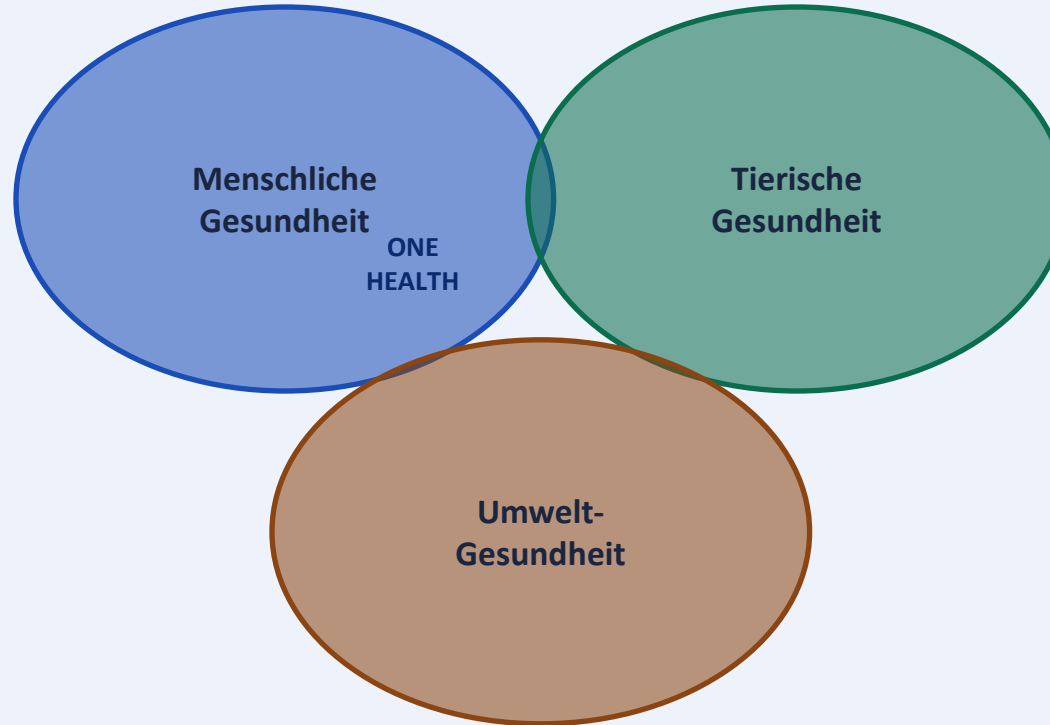 Menschliche
Gesundheit
ONE
HEALTH
Tierische
Gesundheit
Umwelt-
Gesundheit